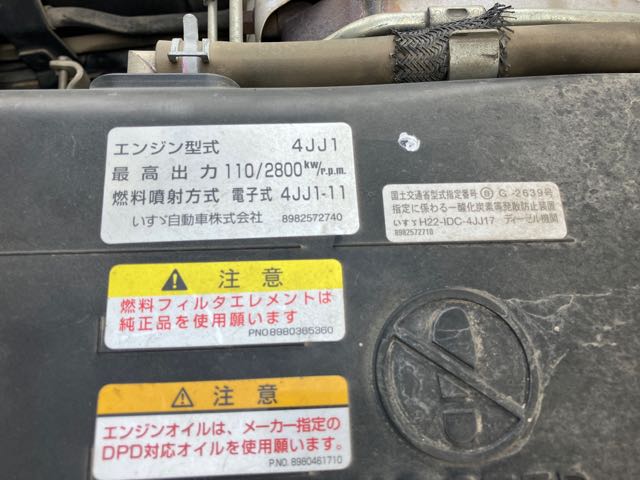 エンジン型式 4JJ1
最高出力 110/2800kw/r.p.m.
燃料噴射方式 電子式 4JJ1-11
いすゞ自動車株式会社 8982572740
国土交通省型式指定番号 Ⓑ G -2639号
指定に係わる一酸化炭素等発散防止装置
いすゞH22-IDC-4JJ17 ディーゼル機関
8982572710
注意
燃料フィルタエレメントは
純正品を使用願います
PNO.8980365360
注意
エンジンオイルは、メーカー指定の
DPD対応オイルを使用願います。
P.NO. 8980461710